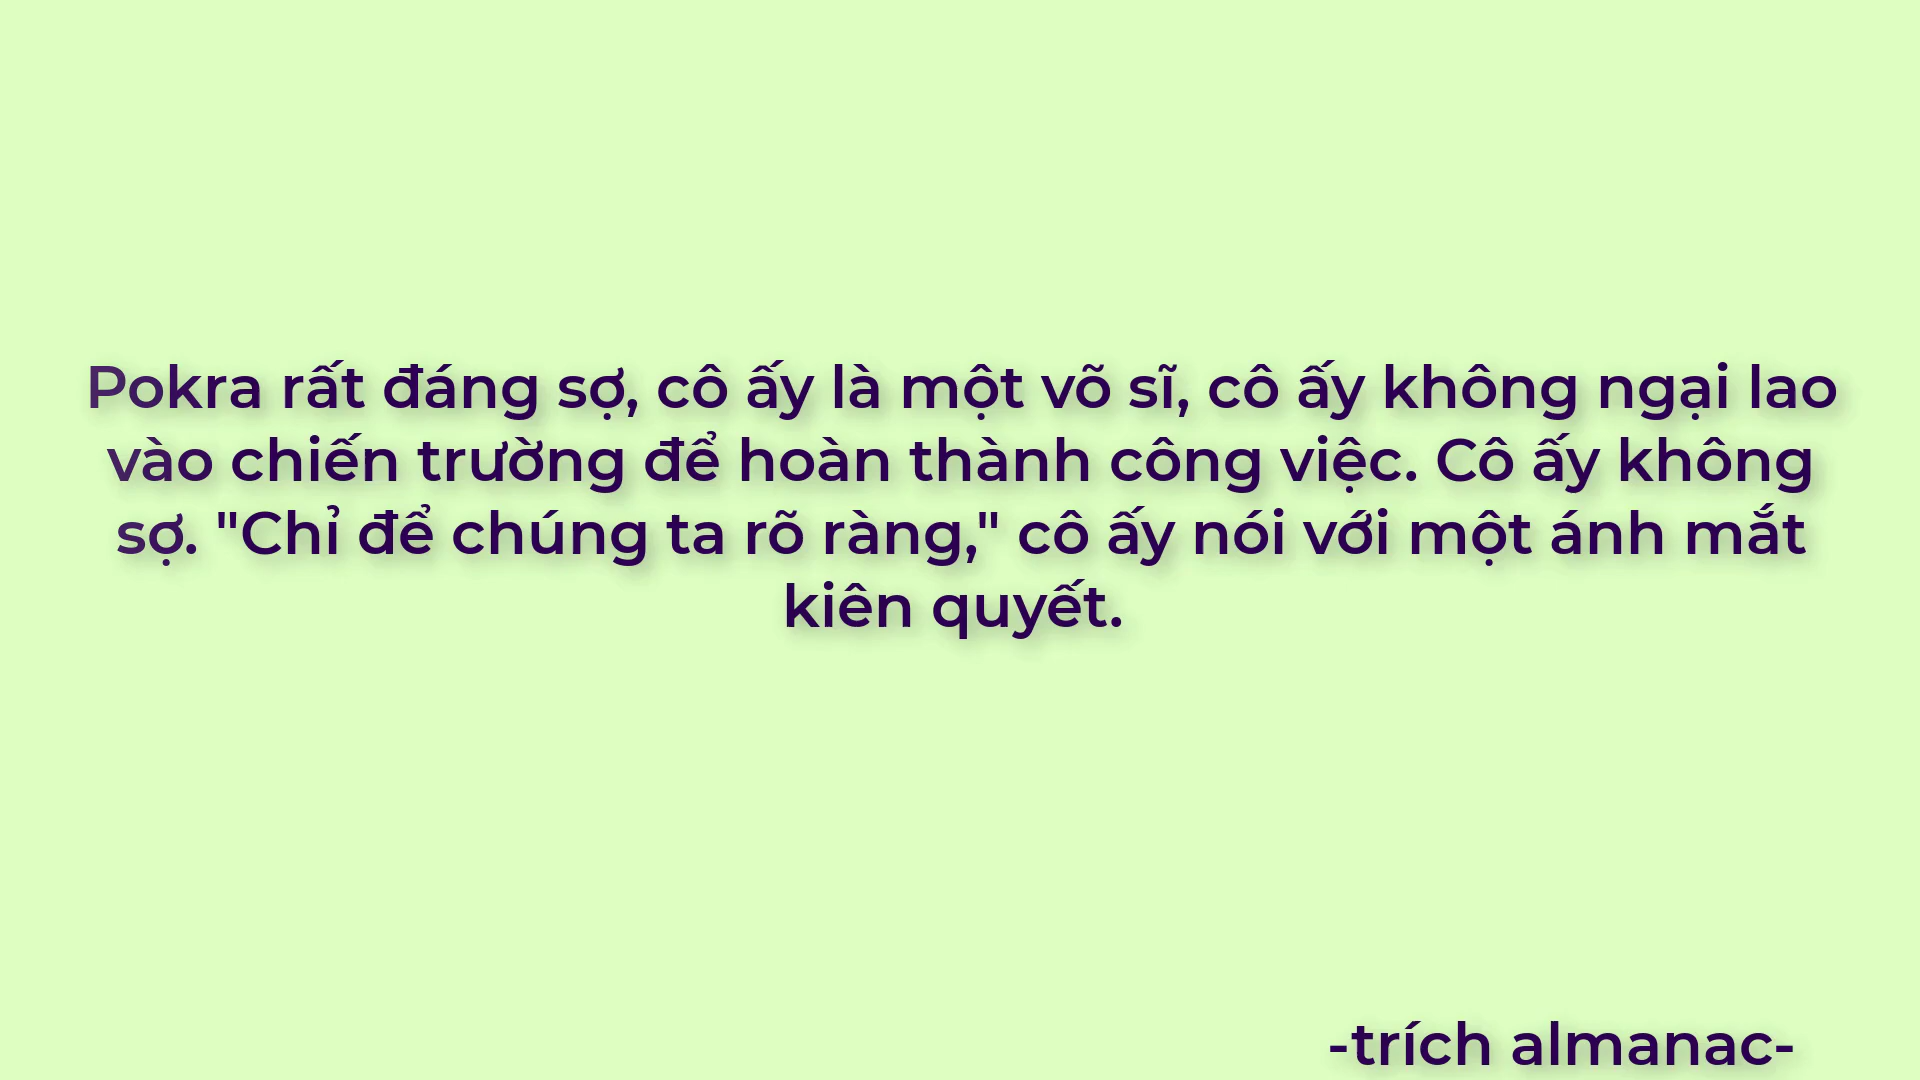 Pokra rất đáng sợ, cô ấy là một võ sĩ, cô ấy không ngại lao
vào chiến trường để hoàn thành công việc. Cô ấy không
sợ. "Chỉ để chúng ta rõ ràng," cô ấy nói với một ánh mắt
kiên quyết.
-trích almanac-